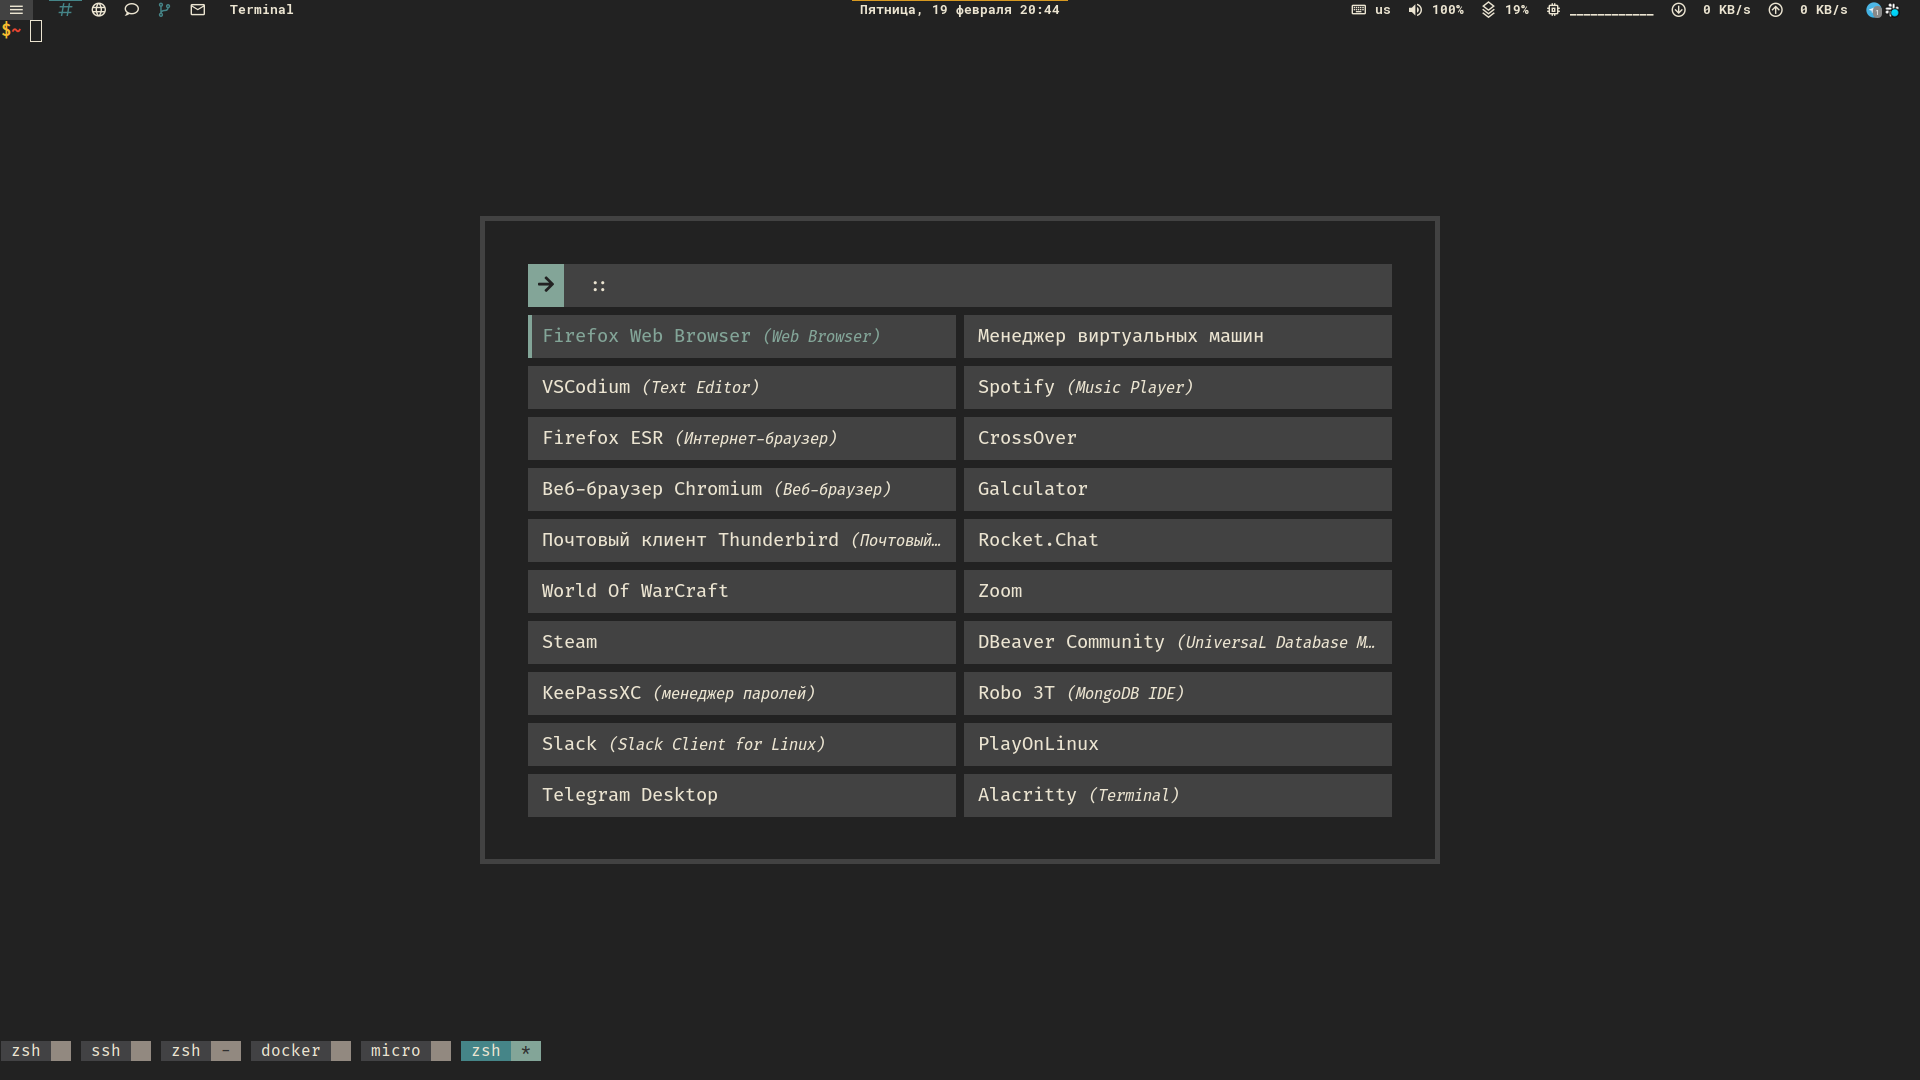 Terminal
Пятница, 19 февраля 20:44
us 100% 19% 0 KB/s 0 KB/s
$~
::
Firefox Web Browser (Web Browser)
Менеджер виртуальных машин
VSCodium (Text Editor)
Spotify (Music Player)
Firefox ESR (Интернет-браузер)
CrossOver
Веб-браузер Chromium (Веб-браузер)
Galculator
Почтовый клиент Thunderbird (Почтовый…
Rocket.Chat
World Of WarCraft
Zoom
Steam
DBeaver Community (UniversaL Database M…
KeePassXC (менеджер паролей)
Robo 3T (MongoDB IDE)
Slack (Slack Client for Linux)
PlayOnLinux
Telegram Desktop
Alacritty (Terminal)
zsh ssh zsh - docker micro zsh *